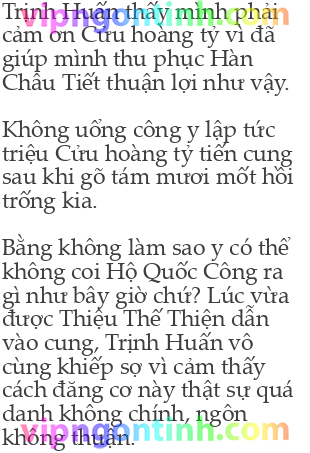 Trịnh Huấn thấy mình phải
cảm ơn Cửu hoàng tỷ vì đã
giúp mình thu phục Hàn
Châu Tiết thuận lợi như vậy.
Không uổng công y lập tức
triệu Cửu hoàng tỷ tiến cung
sau khi gõ tám mươi mốt hồi
trống kia.
Bằng không làm sao y có thể
không coi Hộ Quốc Công ra
gì như bây giờ chứ? Lúc vừa
được Thiệu Thế Thiện dẫn
vào cung, Trịnh Huấn vô
cùng khiếp sợ vì cảm thấy
cách đăng cơ này thật sự quá
danh không chính, ngôn
không thuận.
vipngontinh.com
vipngontinh.com